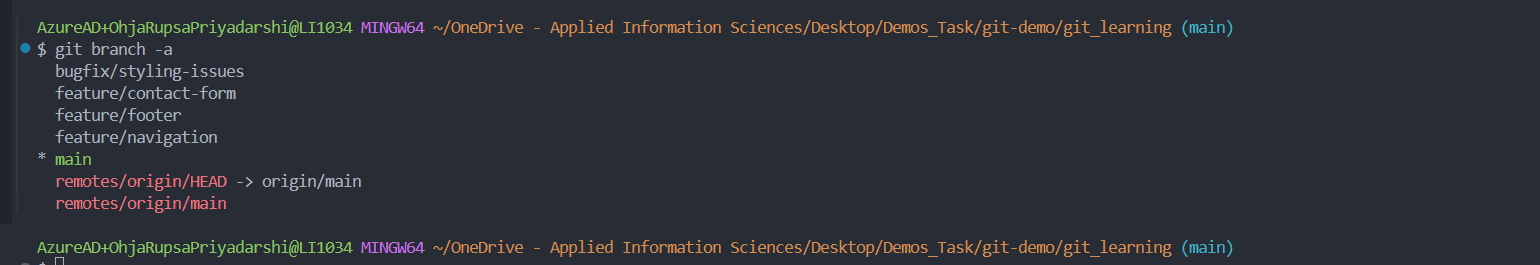 AzureAD+OhjaRupsaPriyadarshi@LI1034 MINGW64 ~/OneDrive - Applied Information Sciences/Desktop/Demos_Task/git-demo/git_learning (main)
$ git branch -a
  bugfix/styling-issues
  feature/contact-form
  feature/footer
  feature/navigation
* main
  remotes/origin/HEAD -> origin/main
  remotes/origin/main
AzureAD+OhjaRupsaPriyadarshi@LI1034 MINGW64 ~/OneDrive - Applied Information Sciences/Desktop/Demos_Task/git-demo/git_learning (main)
$